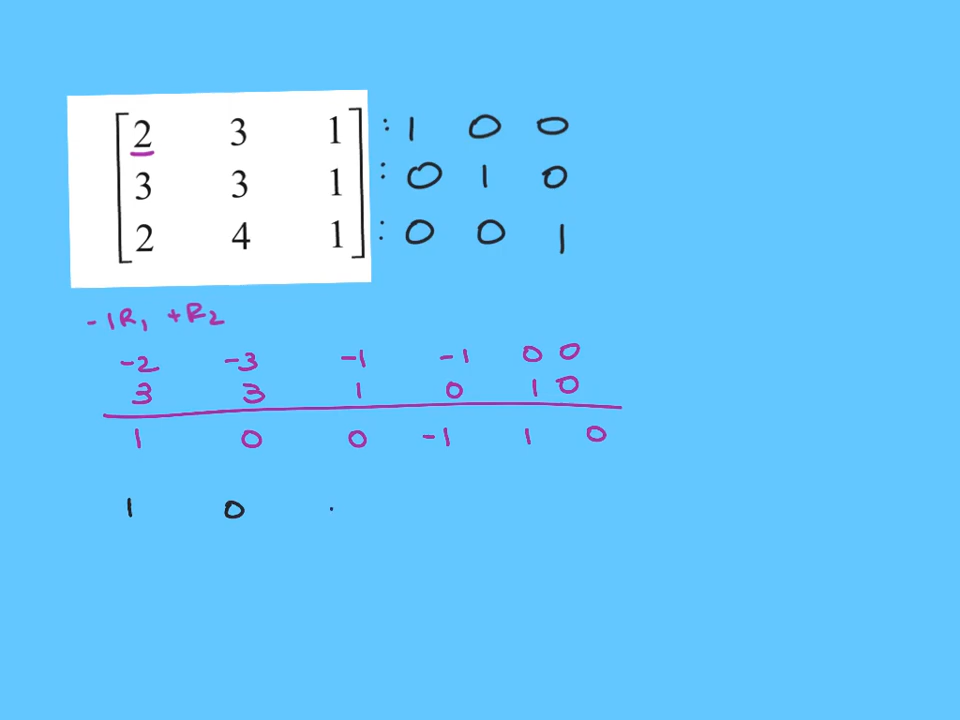 2 3 1 : 1 0 0
3 3 1 : 0 1 0
2 4 1 : 0 0 1
-1R₁ +R₂
-2 -3 -1 -1 0 0
3 3 1 0 1 0
1 0 0 -1 1 0
1 0